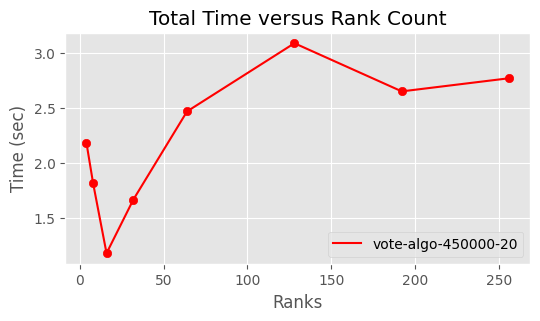 Total Time versus Rank Count
Time (sec)
3.0
2.5
2.0
1.5
vote-algo-450000-20
0 50 100 150 200 250
Ranks